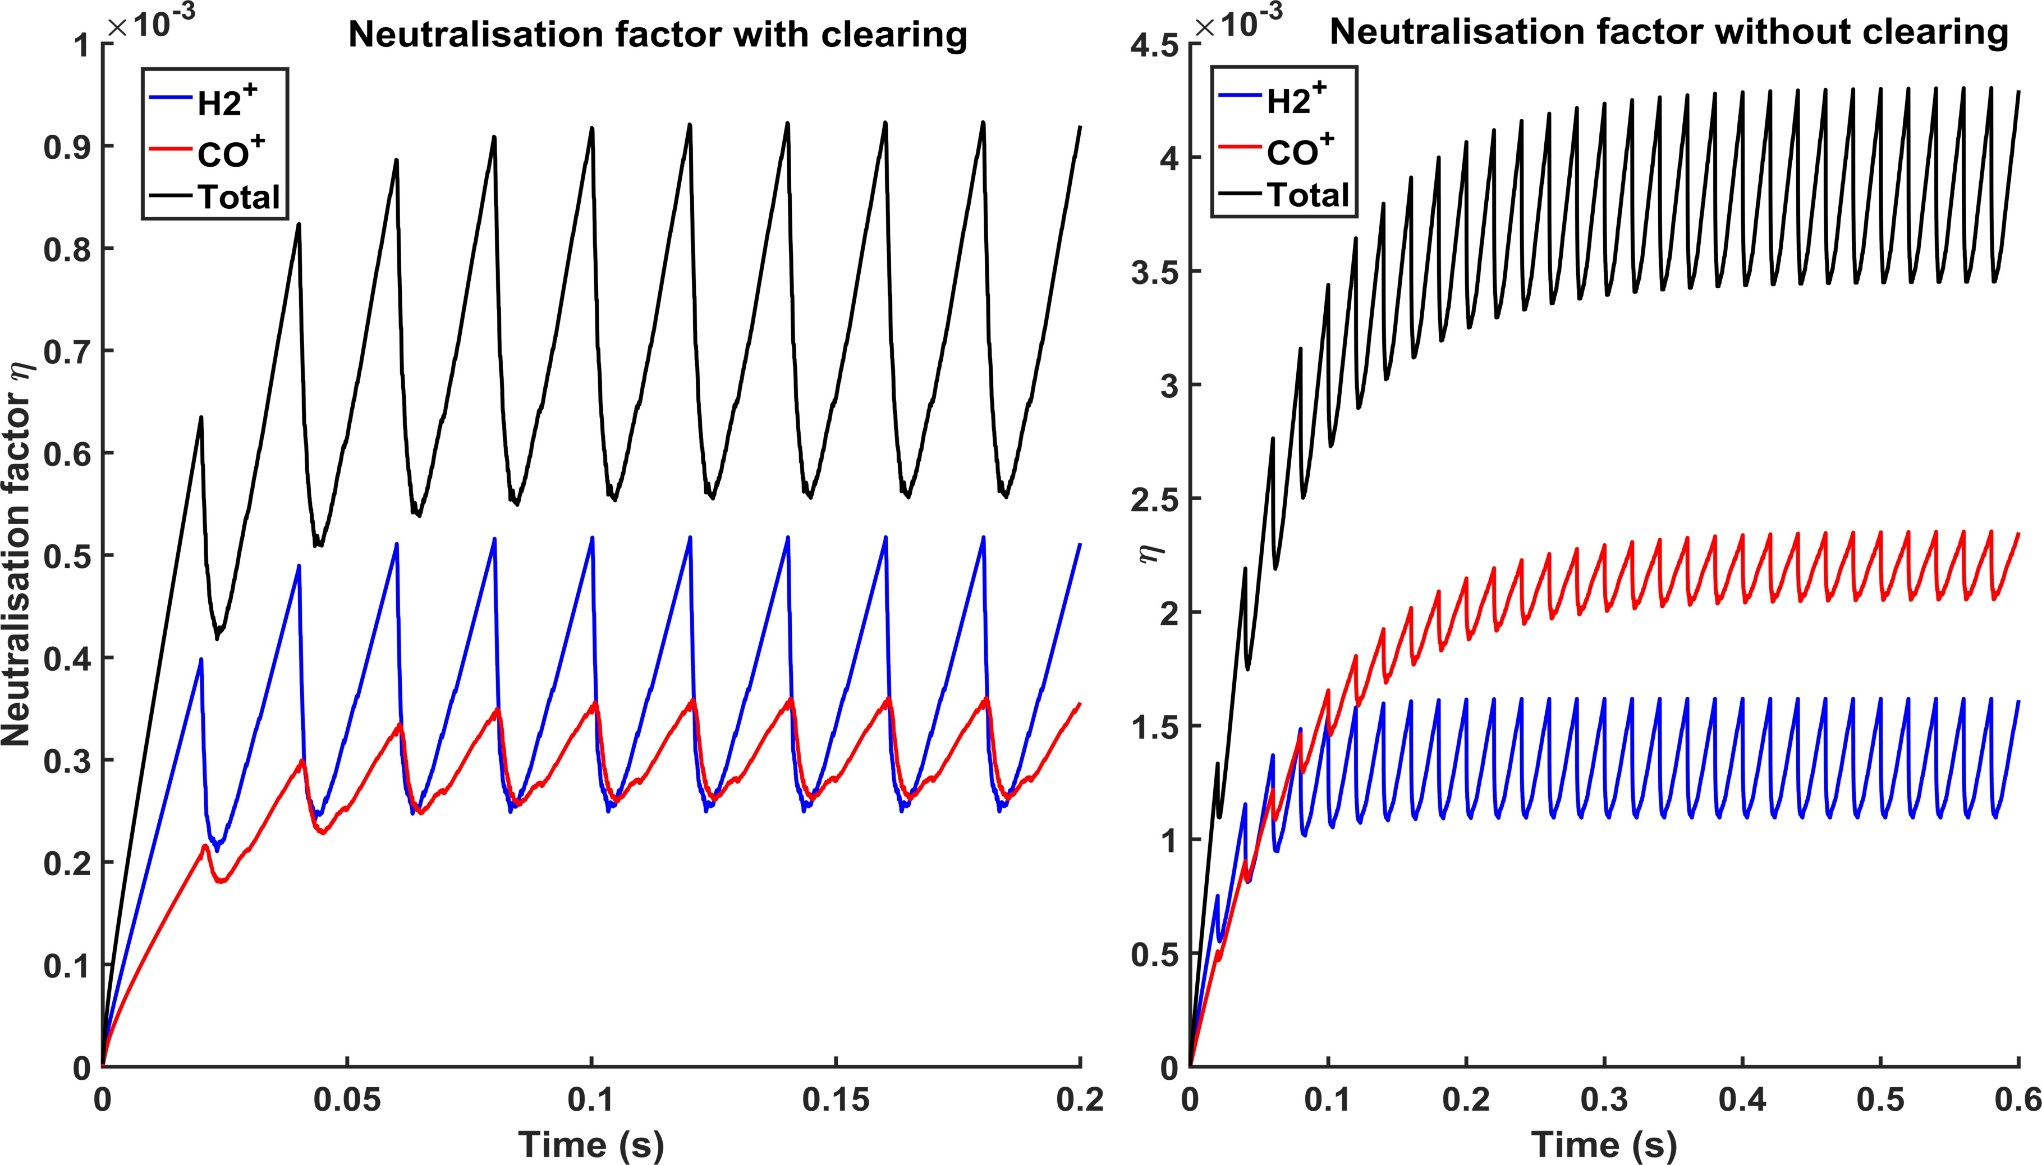 Neutralisation factor with clearing
×10-3
H2+
CO+
Total
1
0.9
0.8
0.7
0.6
0.5
0.4
0.3
0.2
0.1
0
Neutralisation factor η
0 0.05 0.1 0.15 0.2
Time (s)
Neutralisation factor without clearing
×10-3
H2+
CO+
Total
4.5
4
3.5
3
2.5
2
1.5
1
0.5
0
η
0 0.1 0.2 0.3 0.4 0.5 0.6
Time (s)